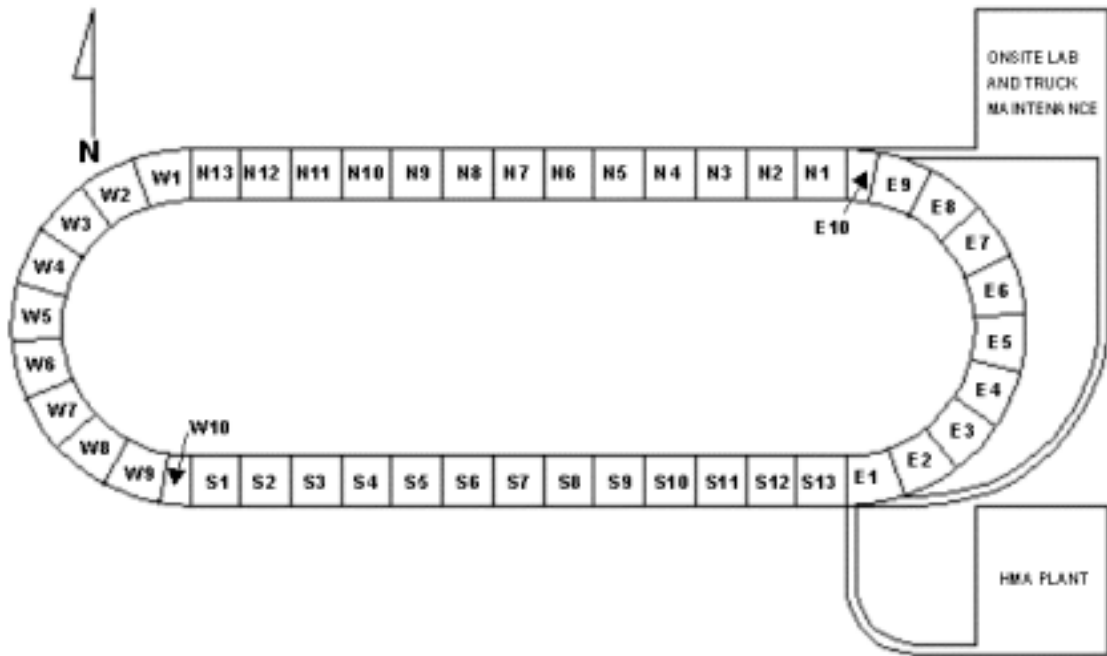 ONSITE LAB
AND TRUCK
MAINTENANCE
N
W1 N13 N12 N11 N10 N9 N8 N7 N6 N5 N4 N3 N2 N1
E9
W2
E8
W3
E10
E7
W4
E6
W5
E5
W6
E4
W7
W10
E3
W8
E2
W9
S1 S2 S3 S4 S5 S6 S7 S8 S9 S10 S11 S12 S13 E1
HMA PLANT